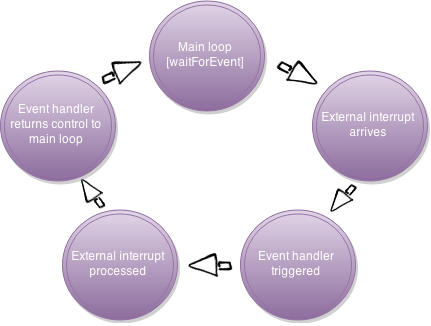 Main loop
[waitForEvent]
External interrupt
arrives
Event handler
triggered
External interrupt
processed
Event handler
returns control to
main loop